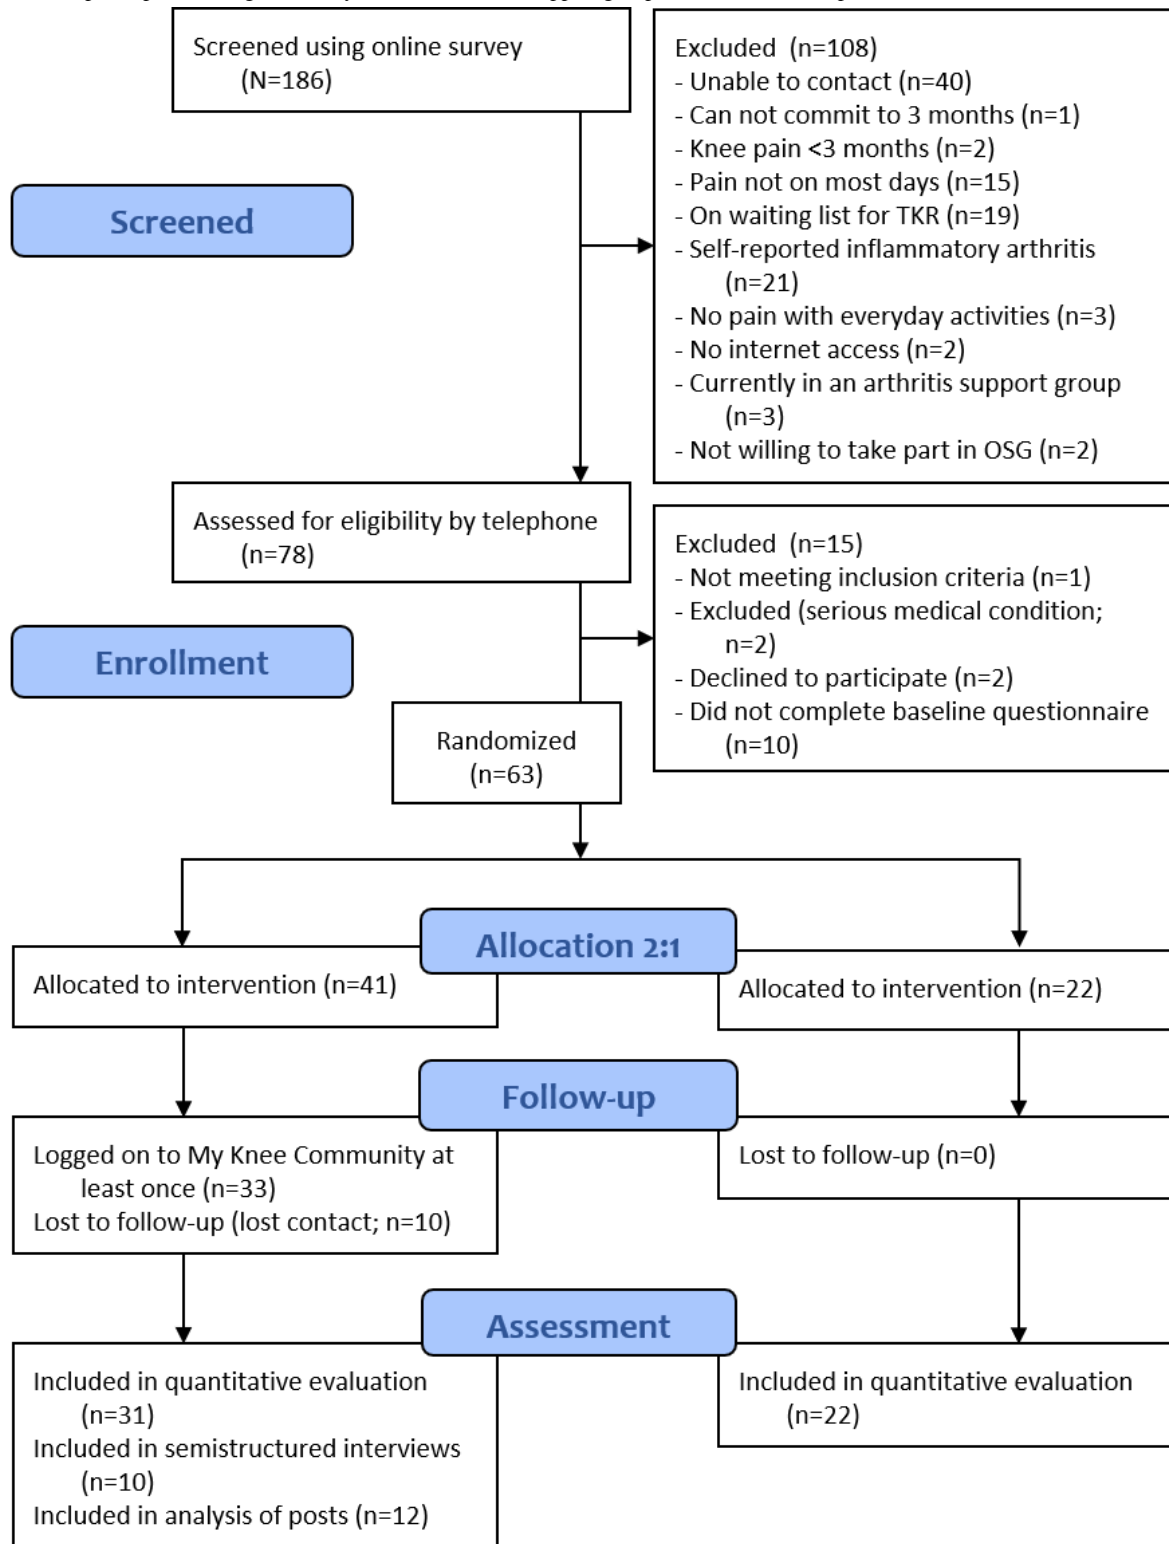 Screened using online survey
(N=186)
Excluded (n=108)
- Unable to contact (n=40)
- Can not commit to 3 months (n=1)
- Knee pain <3 months (n=2)
- Pain not on most days (n=15)
- On waiting list for TKR (n=19)
- Self-reported inflammatory arthritis
(n=21)
- No pain with everyday activities (n=3)
- No internet access (n=2)
- Currently in an arthritis support group
(n=3)
- Not willing to take part in OSG (n=2)
Screened
Assessed for eligibility by telephone
(n=78)
Excluded (n=15)
- Not meeting inclusion criteria (n=1)
- Excluded (serious medical condition;
n=2)
- Declined to participate (n=2)
- Did not complete baseline questionnaire
(n=10)
Enrollment
Randomized
(n=63)
Allocation 2:1
Allocated to intervention (n=41)
Allocated to intervention (n=22)
Follow-up
Logged on to My Knee Community at
least once (n=33)
Lost to follow-up (lost contact; n=10)
Lost to follow-up (n=0)
Assessment
Included in quantitative evaluation
(n=31)
Included in semistructured interviews
(n=10)
Included in analysis of posts (n=12)
Included in quantitative evaluation
(n=22)